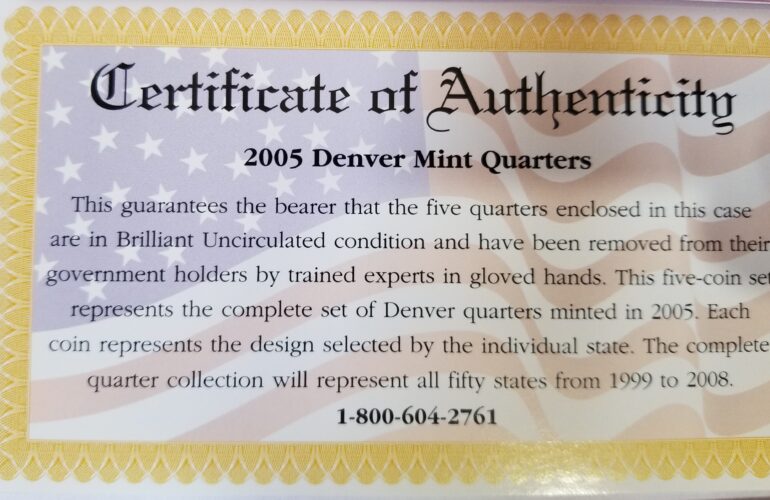 Certificate of Authenticity
2005 Denver Mint Quarters
This guarantees the bearer that the five quarters enclosed in this case
are in Brilliant Uncirculated condition and have been removed from their
government holders by trained experts in gloved hands. This five-coin set
represents the complete set of Denver quarters minted in 2005. Each
coin represents the design selected by the individual state. The complete
quarter collection will represent all fifty states from 1999 to 2008.
1-800-604-2761